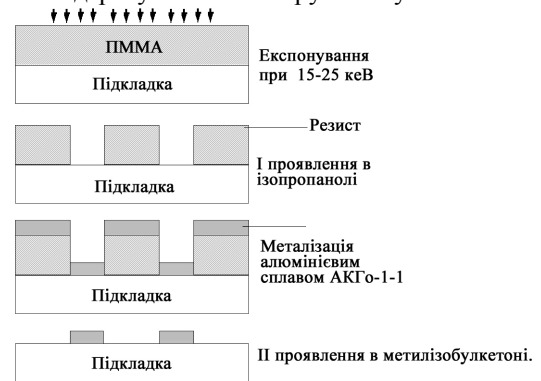 ПММА
Підкладка
Експонування
при 15-25 кеВ
Резист
Підкладка
І проявлення в
ізопропанолі
Металізація
алюмінієвим
сплавом АКГо-1-1
Підкладка
Підкладка
ІІ проявлення в метилізобулкетоні.